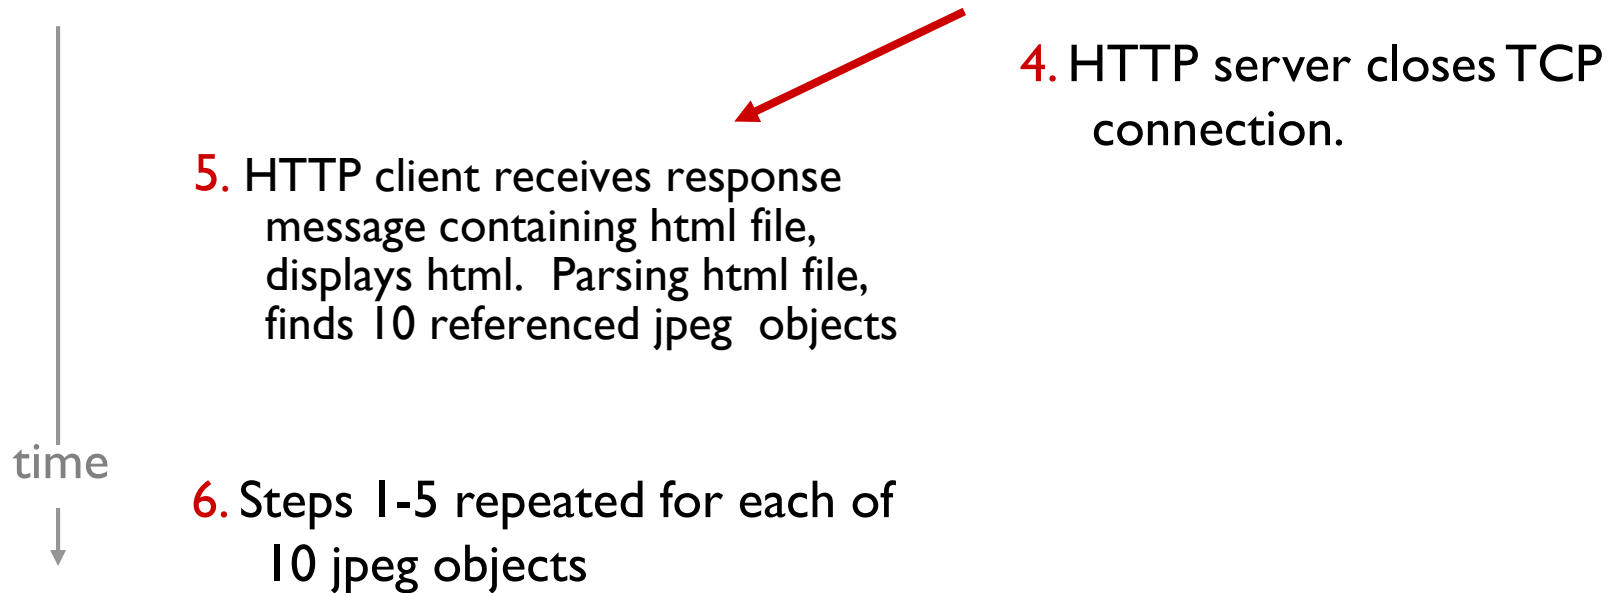 4. HTTP server closes TCP
connection.
5. HTTP client receives response
message containing html file,
displays html.  Parsing html file,
finds 10 referenced jpeg  objects
time
6. Steps 1-5 repeated for each of
10 jpeg objects